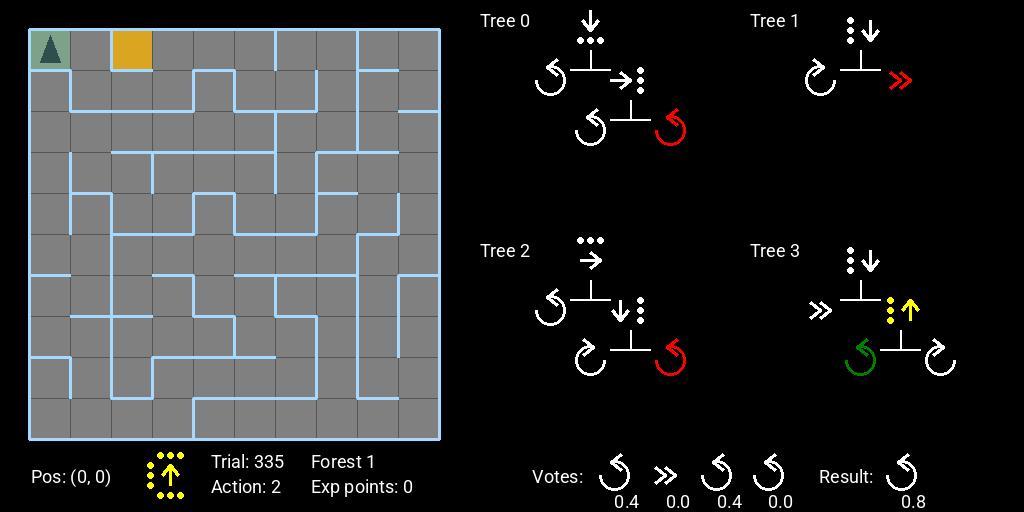 Tree 0
Tree 1
Tree 2
Tree 3
Pos: (0, 0)
Trial: 335
Forest 1
Action: 2
Exp points: 0
Votes:
0.4
0.0
0.4
0.0
Result:
0.8